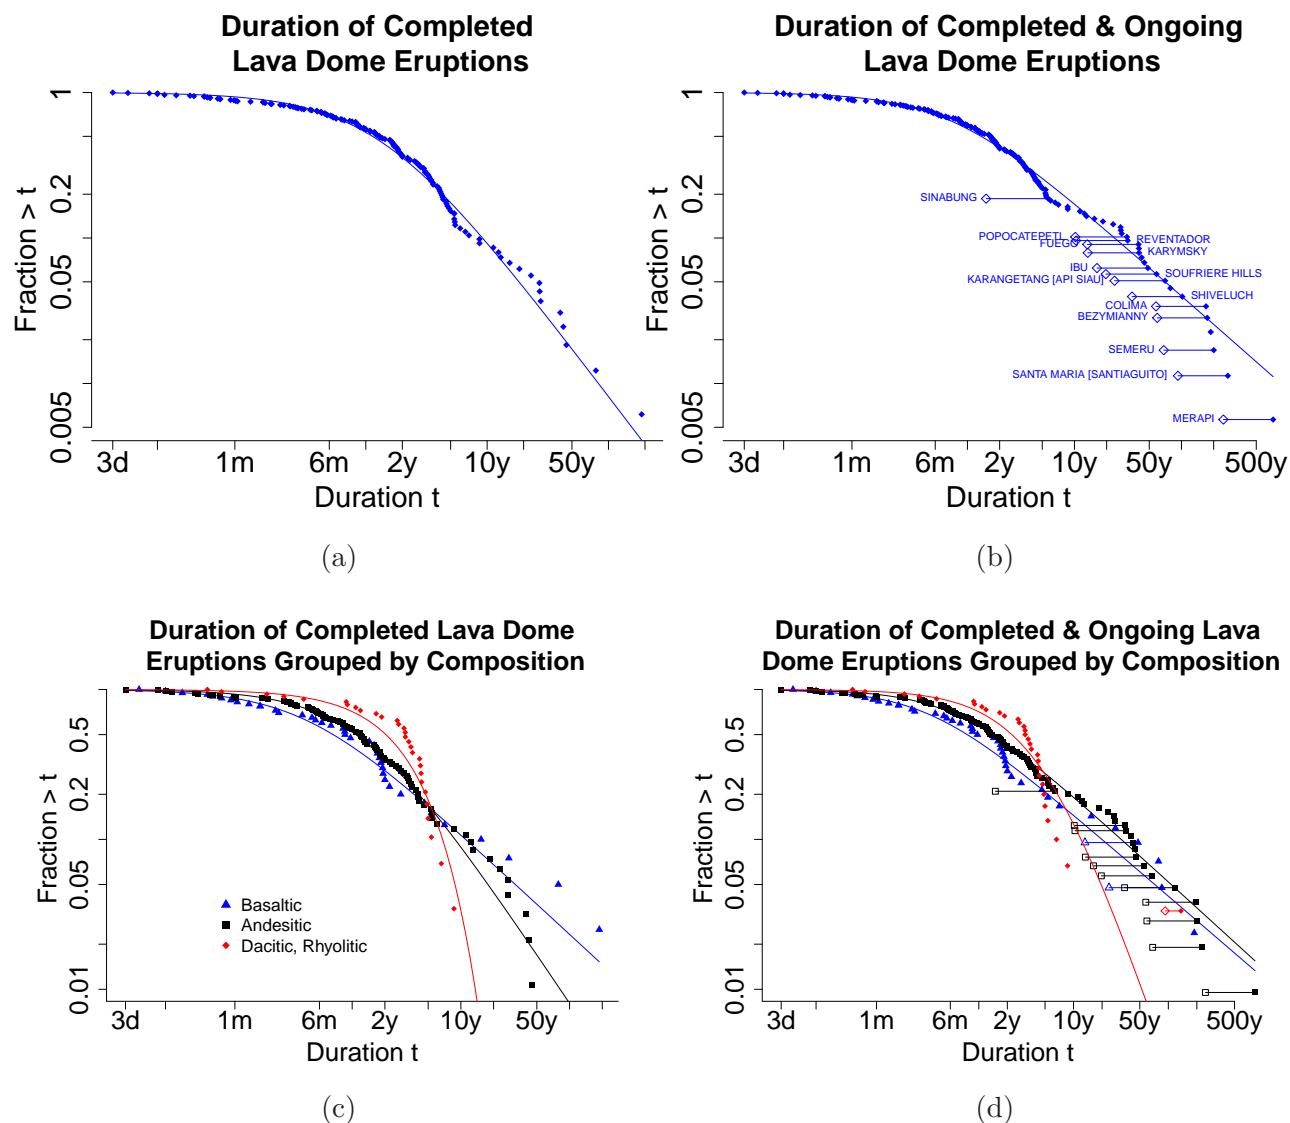 Duration of Completed
Lava Dome Eruptions
Fraction > t
1
0.2
0.05
0.005
3d 1m 6m 2y 10y 50y
Duration t
(a)
Duration of Completed & Ongoing
Lava Dome Eruptions
Fraction > t
1
0.2
0.05
0.005
SINABUNG
POPOCATEPETL
REVENTADOR
FUEGO
KARYMSKY
IBU
SOUFRIERE HILLS
KARANGETANG [API SIAU]
SHIVELUCH
COLIMA
BEZYMIANNY
SEMERU
SANTA MARIA [SANTIAGUITO]
MERAPI
3d 1m 6m 2y 10y 50y 500y
Duration t
(b)
Duration of Completed Lava Dome
Eruptions Grouped by Composition
Fraction > t
0.5
0.2
0.05
0.01
Basaltic
Andesitic
Dacitic, Rhyolitic
3d 1m 6m 2y 10y 50y
Duration t
(c)
Duration of Completed & Ongoing Lava
Dome Eruptions Grouped by Composition
Fraction > t
0.5
0.2
0.05
0.01
3d 1m 6m 2y 10y 50y 500y
Duration t
(d)